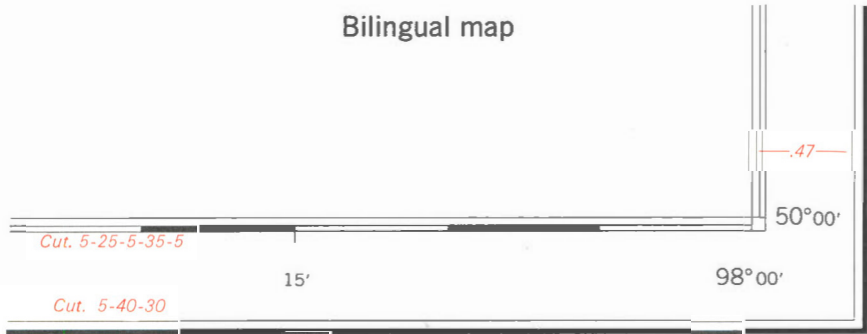 Bilingual map
.47
50°00'
Cut. 5-25-5-35-5
15'
98°00'
Cut. 5-40-30